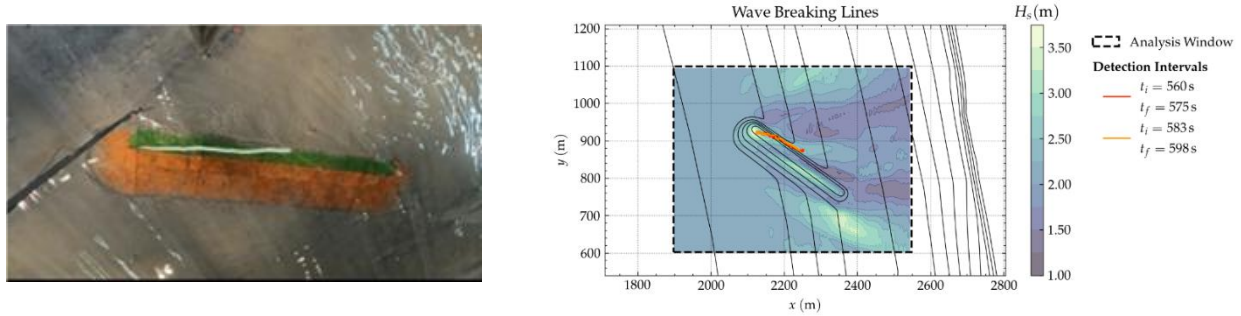 Wave Breaking Lines
Hs(m)
1200
1100
1000
900
800
700
600
y (m)
1800
2000
2200
2400
2600
2800
x (m)
3.50
3.00
2.50
2.00
1.50
1.00
Analysis Window
Detection Intervals
ti = 560 s
tf = 575 s
ti = 583 s
tf = 598 s